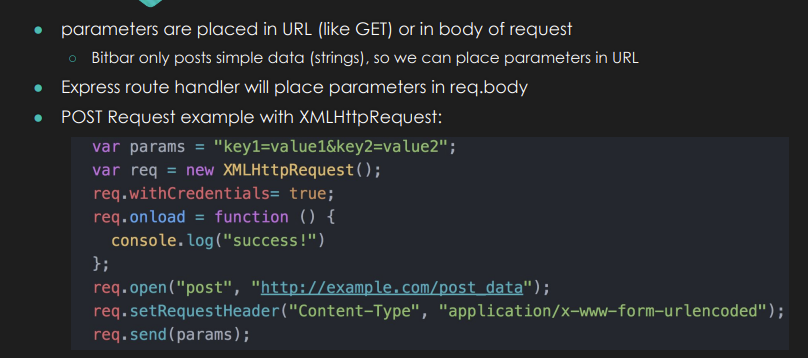 ● parameters are placed in URL (like GET) or in body of request
○ Bitbar only posts simple data (strings), so we can place parameters in URL
● Express route handler will place parameters in req.body
● POST Request example with XMLHttpRequest:
var params = "key1=value1&key2=value2";
var req = new XMLHttpRequest();
req.withCredentials= true;
req.onload = function () {
  console.log("success!")
};
req.open("post", "http://example.com/post_data");
req.setRequestHeader("Content-Type", "application/x-www-form-urlencoded");
req.send(params);